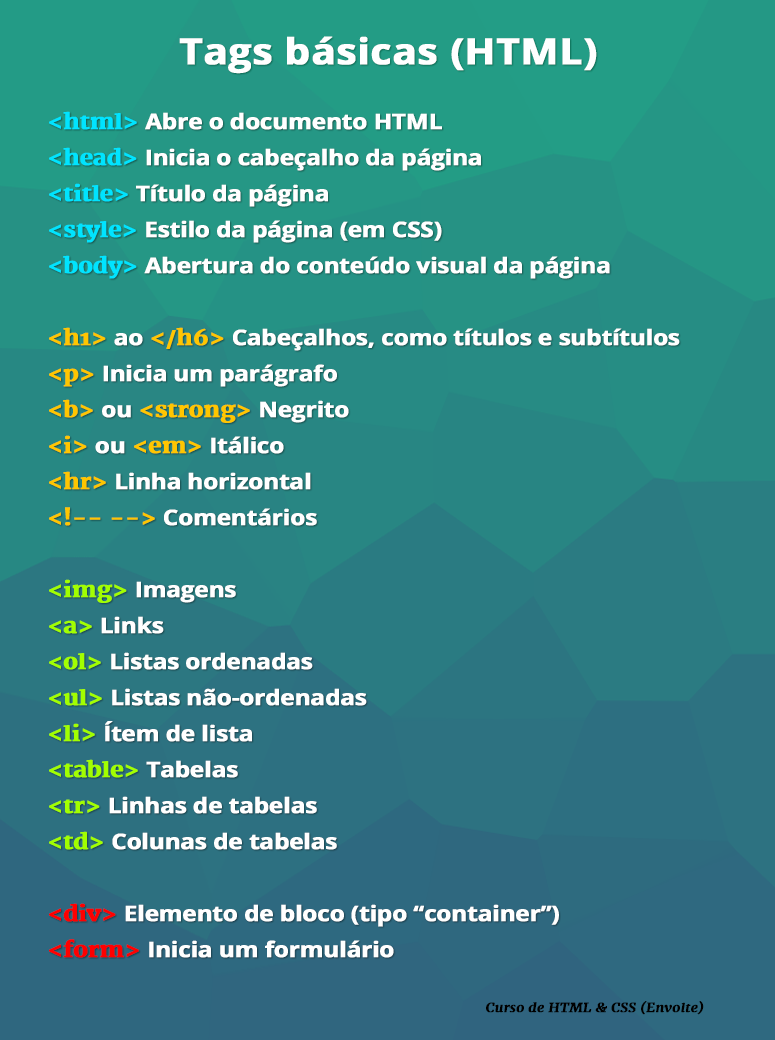 Tags básicas (HTML)
<html> Abre o documento HTML
<head> Inicia o cabeçalho da página
<title> Título da página
<style> Estilo da página (em CSS)
<body> Abertura do conteúdo visual da página
<h1> ao </h6> Cabeçalhos, como títulos e subtítulos
<p> Inicia um parágrafo
<b> ou <strong> Negrito
<i> ou <em> Itálico
<hr> Linha horizontal
<!-- --> Comentários
<img> Imagens
<a> Links
<ol> Listas ordenadas
<ul> Listas não-ordenadas
<li> Ítem de lista
<table> Tabelas
<tr> Linhas de tabelas
<td> Colunas de tabelas
<div> Elemento de bloco (tipo “container”)
<form> Inicia um formulário
Curso de HTML & CSS (Envoite)